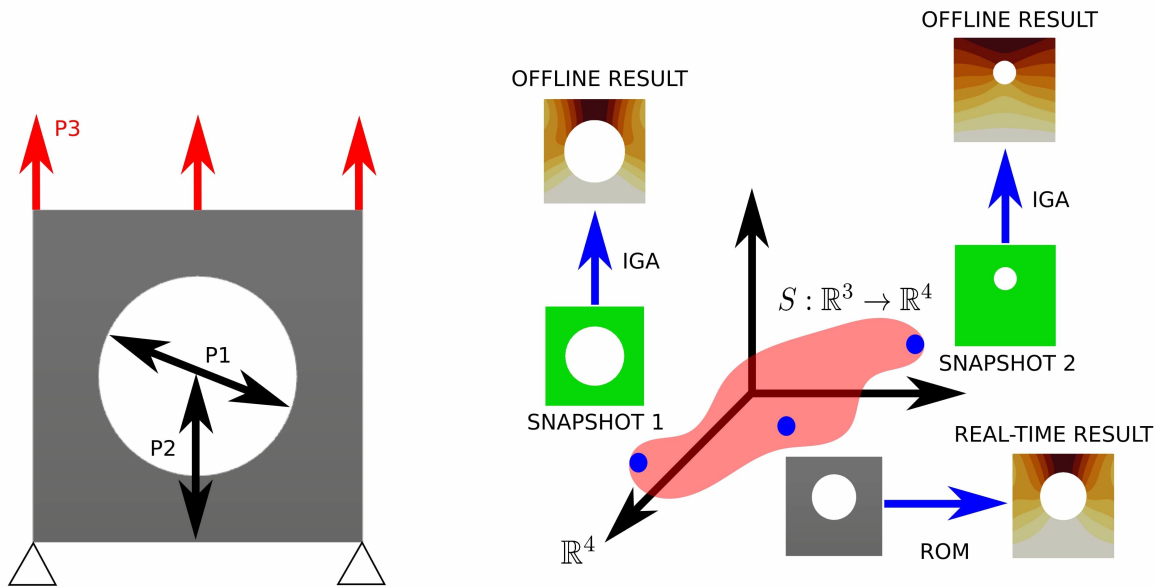 P3
P1
P2
OFFLINE RESULT
IGA
SNAPSHOT 1
OFFLINE RESULT
IGA
SNAPSHOT 2
S : ℝ³ → ℝ⁴
ℝ⁴
REAL-TIME RESULT
ROM